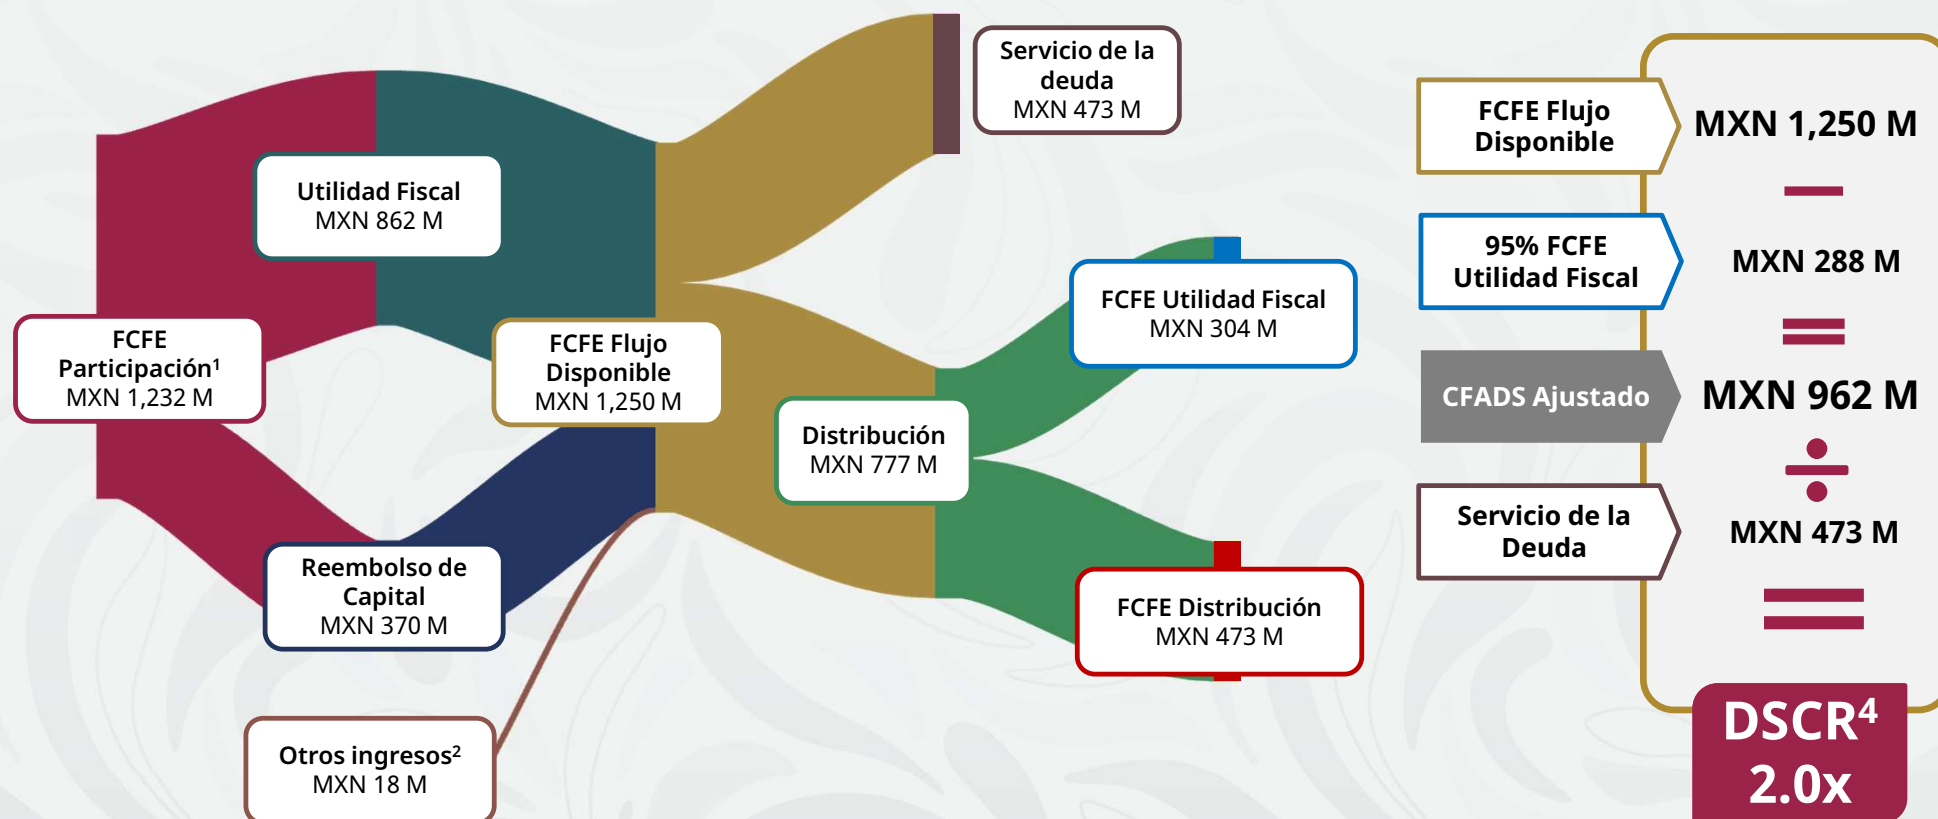 Servicio de la
deuda
MXN 473 M
Utilidad Fiscal
MXN 862 M
FCFE
Participación¹
MXN 1,232 M
FCFE Flujo
Disponible
MXN 1,250 M
FCFE Utilidad Fiscal
MXN 304 M
Distribución
MXN 777 M
Reembolso de
Capital
MXN 370 M
FCFE Distribución
MXN 473 M
Otros ingresos²
MXN 18 M
FCFE Flujo
Disponible
MXN 1,250 M
—
95% FCFE
Utilidad Fiscal
MXN 288 M
=
CFADS Ajustado
MXN 962 M
÷
Servicio de la
Deuda
MXN 473 M
=
DSCR⁴
2.0x